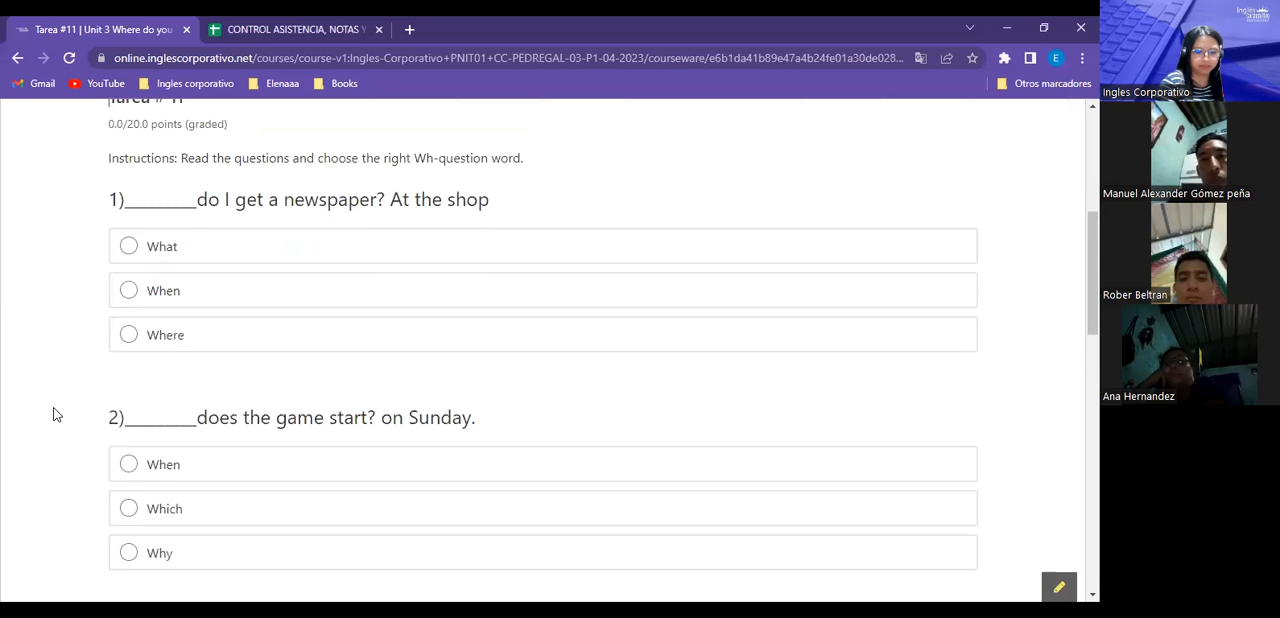 Tarea #11 | Unit 3 Where do you
CONTROL ASISTENCIA, NOTAS Y
online.inglescorporativo.net/courses/course-v1:Ingles-Corporativo+PNIT01+CC-PEDREGAL-03-P1-04-2023/courseware/e6b1da41b89e47a4b24fe01a30de028...
E
Gmail
YouTube
Ingles corporativo
Elenaaa
Books
Otros marcadores
Tarea # 11
0.0/20.0 points (graded)
Instructions: Read the questions and choose the right Wh-question word.
1)_________do I get a newspaper? At the shop
What
When
Where
2)_________does the game start? on Sunday.
When
Which
Why
Ingles Corporativo
Manuel Alexander Gómez peña
Rober Beltran
Ana Hernandez